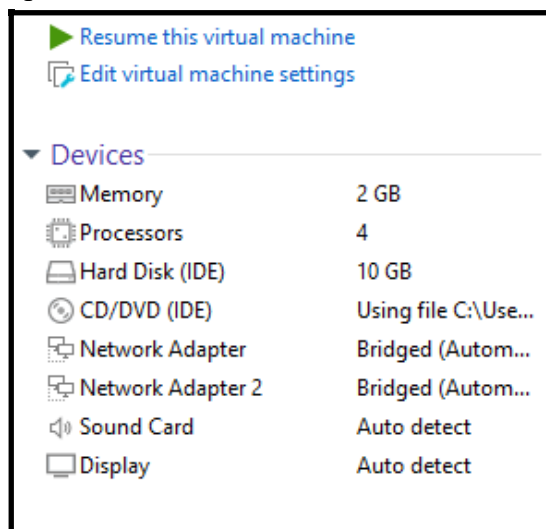 Resume this virtual machine
Edit virtual machine settings
Devices
Memory 2 GB
Processors 4
Hard Disk (IDE) 10 GB
CD/DVD (IDE) Using file C:\Use...
Network Adapter Bridged (Autom...
Network Adapter 2 Bridged (Autom...
Sound Card Auto detect
Display Auto detect